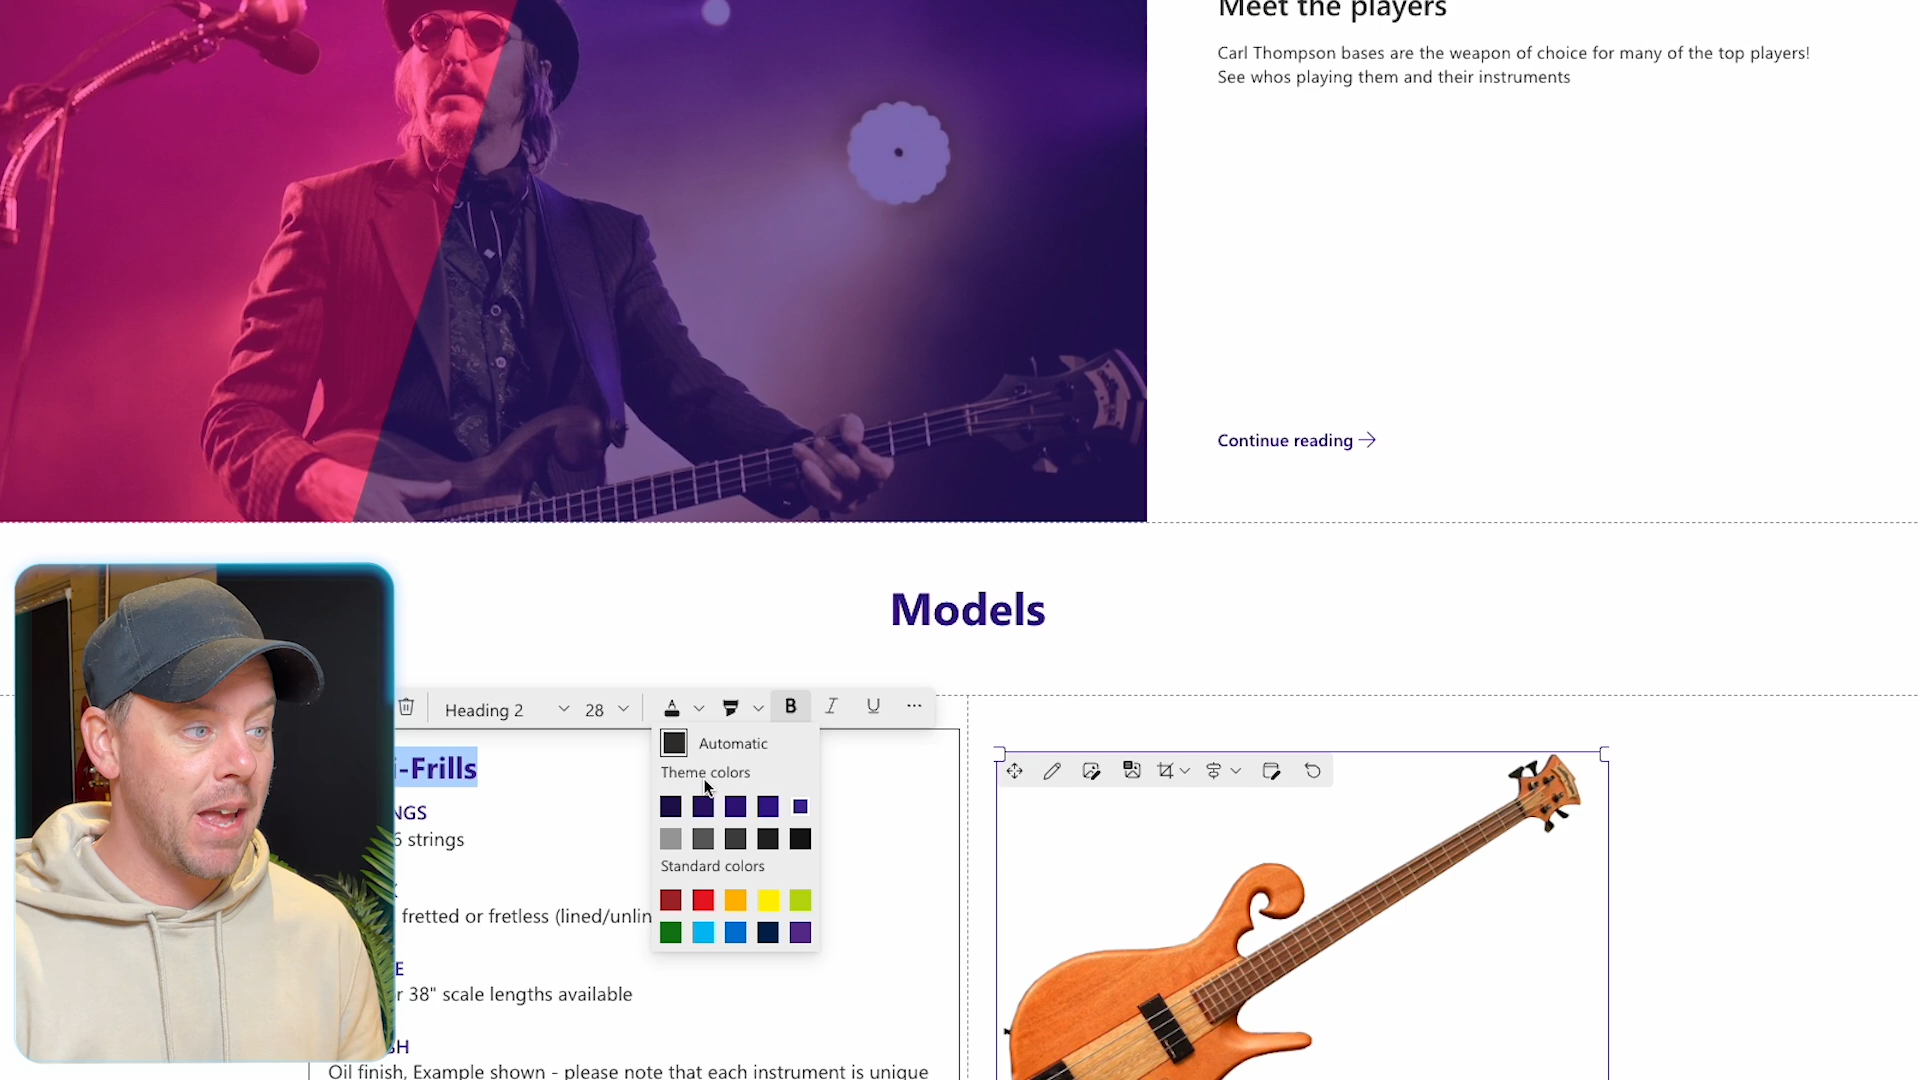 Meet the players
Carl Thompson bases are the weapon of choice for many of the top players!
See whos playing them and their instruments
Continue reading
Models
Heading 2
28
A
B
I
U
Automatic
Theme colors
Standard colors
i-Frills
NGS
6 strings
fretted or fretless (lined/unlin
E
r 38" scale lengths available
SH
Oil finish, Example shown - please note that each instrument is unique